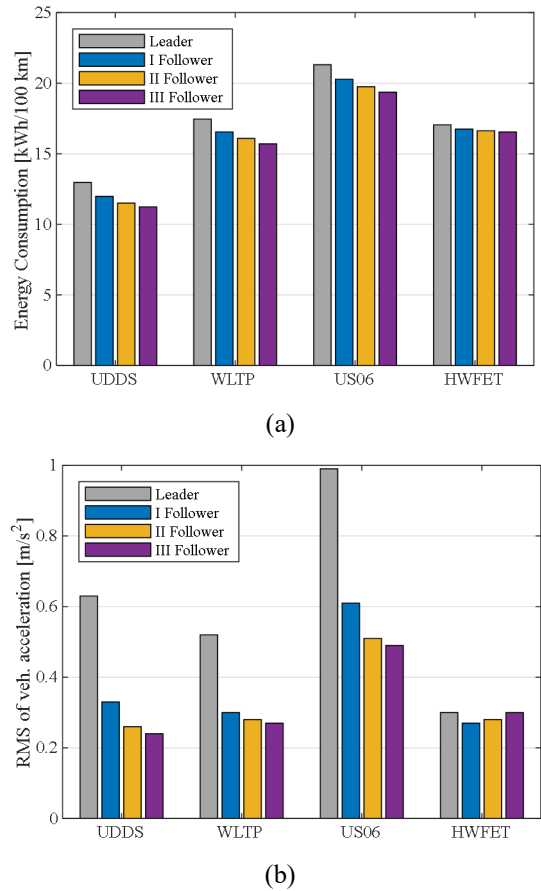 Leader
I Follower
II Follower
III Follower
Energy Consumption [kWh/100 km]
25
20
15
10
5
0
UDDS WLTP US06 HWFET
(a)
Leader
I Follower
II Follower
III Follower
RMS of veh. acceleration [m/s²]
1
0.8
0.6
0.4
0.2
0
UDDS WLTP US06 HWFET
(b)